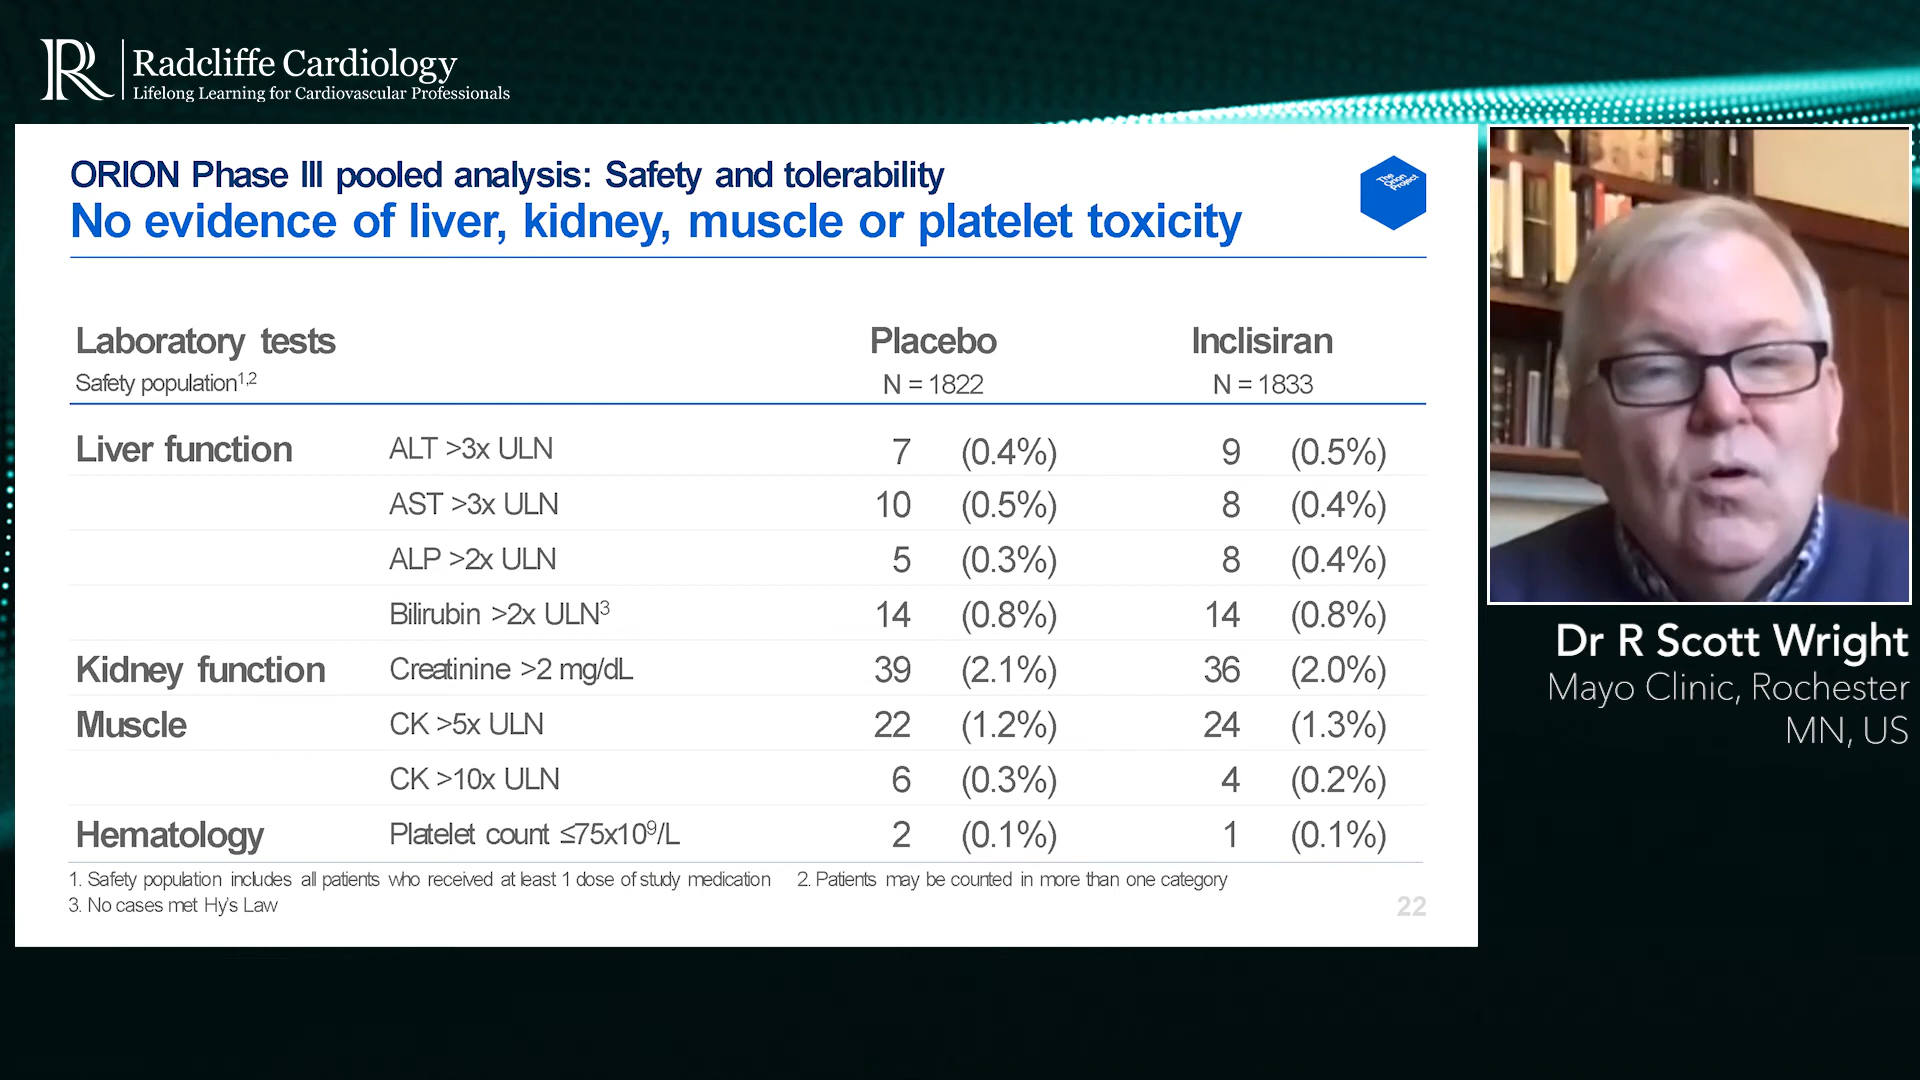 Radcliffe Cardiology
Lifelong Learning for Cardiovascular Professionals
ORION Phase III pooled analysis: Safety and tolerability
No evidence of liver, kidney, muscle or platelet toxicity
The Orion Project
Laboratory tests Placebo Inclisiran
Safety population1,2 N = 1822 N = 1833
Liver function ALT >3x ULN 7 (0.4%) 9 (0.5%)
AST >3x ULN 10 (0.5%) 8 (0.4%)
ALP >2x ULN 5 (0.3%) 8 (0.4%)
Bilirubin >2x ULN3 14 (0.8%) 14 (0.8%)
Kidney function Creatinine >2 mg/dL 39 (2.1%) 36 (2.0%)
Muscle CK >5x ULN 22 (1.2%) 24 (1.3%)
CK >10x ULN 6 (0.3%) 4 (0.2%)
Hematology Platelet count ≤75x10⁹/L 2 (0.1%) 1 (0.1%)
1. Safety population includes all patients who received at least 1 dose of study medication 2. Patients may be counted in more than one category
3. No cases met Hy's Law
22
Dr R Scott Wright
Mayo Clinic, Rochester
MN, US